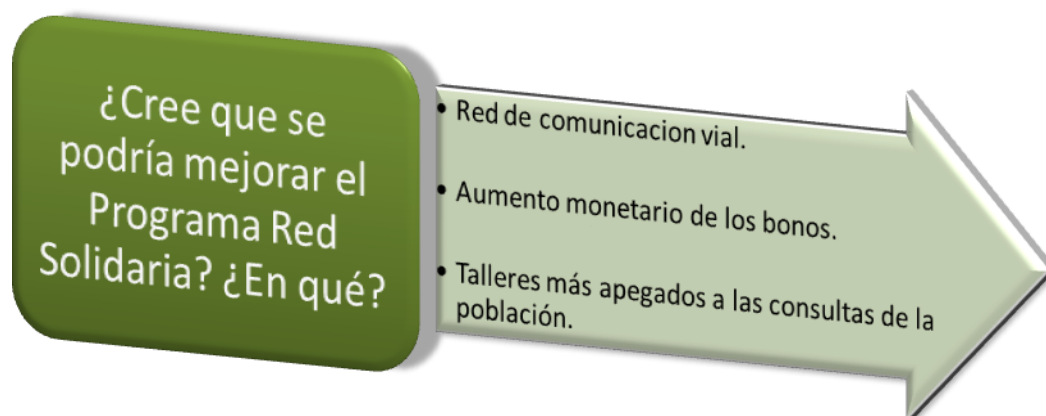 ¿Cree que se
podría mejorar el
Programa Red
Solidaria? ¿En qué?
• Red de comunicacion vial.
• Aumento monetario de los bonos.
• Talleres más apegados a las consultas de la
población.